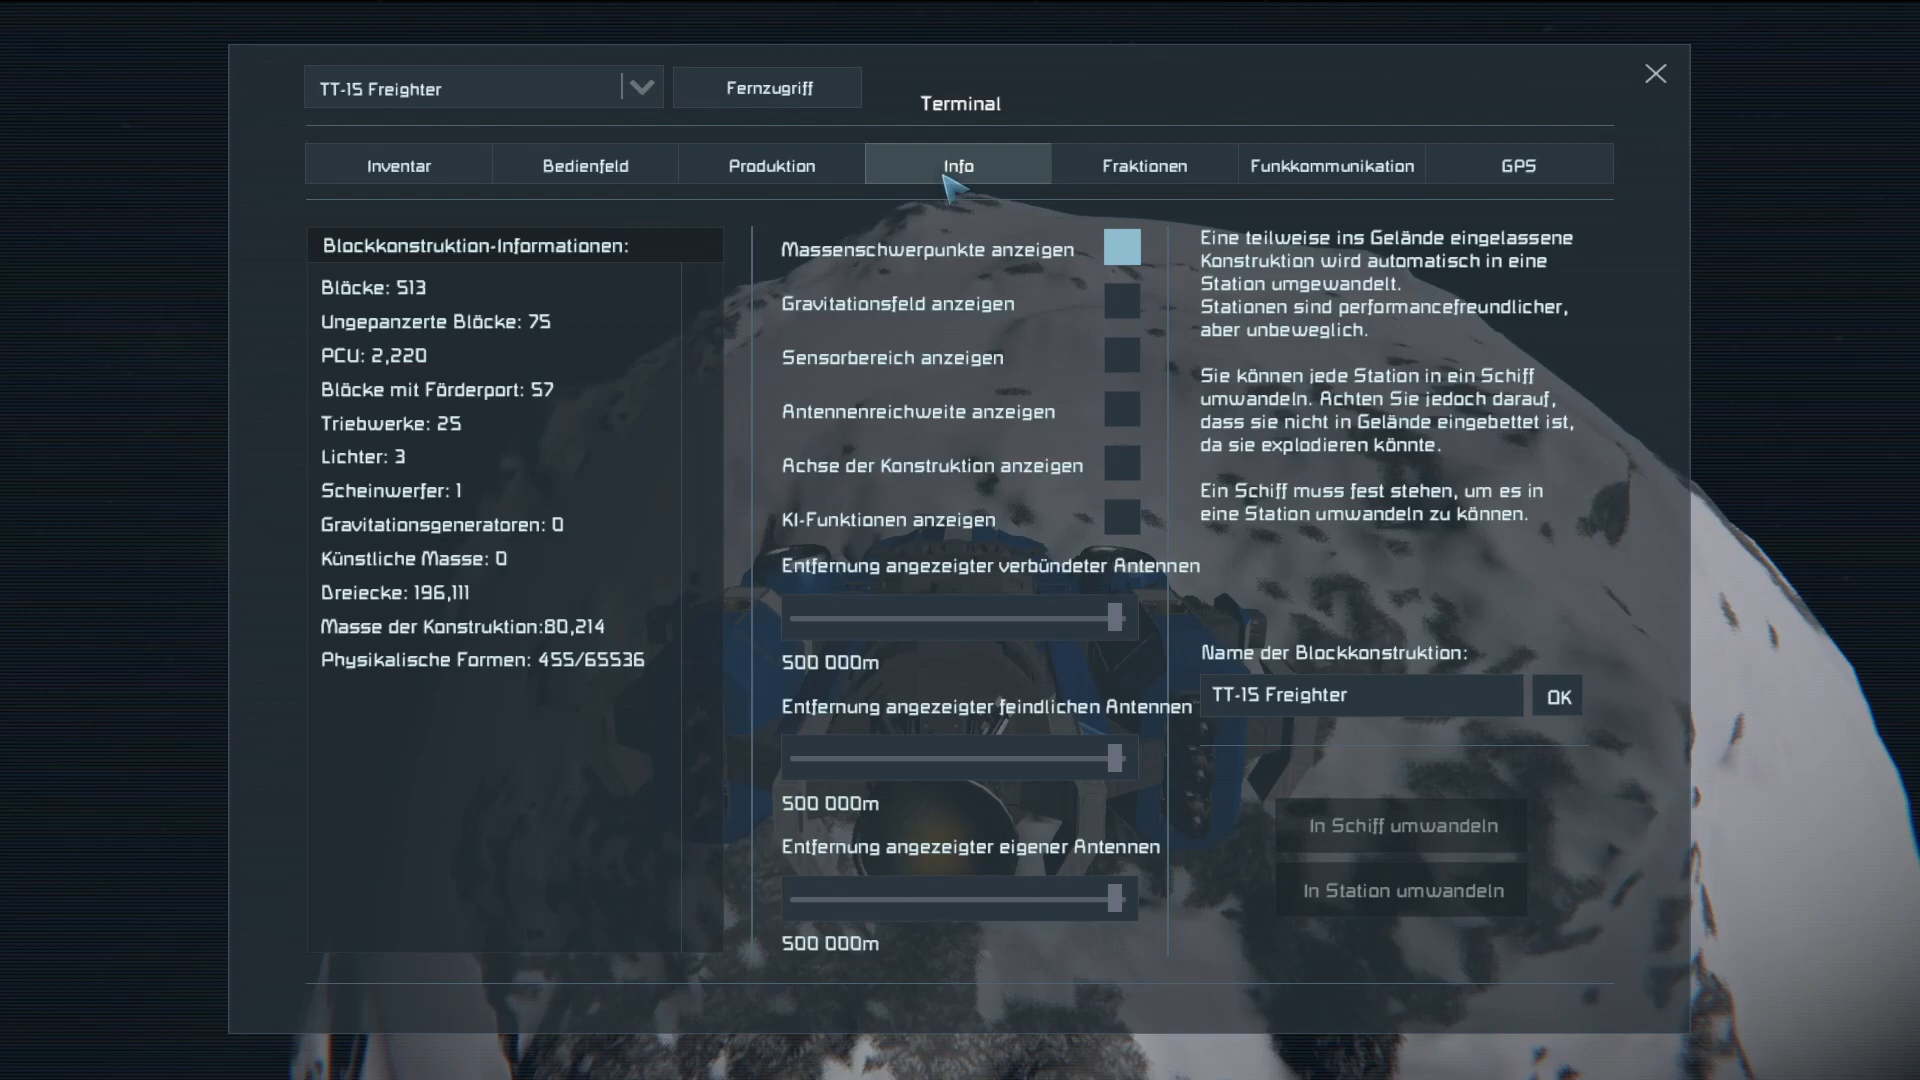 TT-15 Freighter
Fernzugriff
Terminal
Inventar
Bedienfeld
Produktion
Info
Fraktionen
Funkkommunikation
GPS
Blockkonstruktion-Informationen:
Blöcke: 513
Ungepanzerte Blöcke: 75
PCU: 2,220
Blöcke mit Förderport: 57
Triebwerke: 25
Lichter: 3
Scheinwerfer: 1
Gravitationsgeneratoren: 0
Künstliche Masse: 0
Dreiecke: 196,111
Masse der Konstruktion:80,214
Physikalische Formen: 455/65536
Massenschwerpunkte anzeigen
Gravitationsfeld anzeigen
Sensorbereich anzeigen
Antennenreichweite anzeigen
Achse der Konstruktion anzeigen
KI-Funktionen anzeigen
Entfernung angezeigter verbündeter Antennen
500 000m
Entfernung angezeigter feindlichen Antennen
500 000m
Entfernung angezeigter eigener Antennen
500 000m
Eine teilweise ins Gelände eingelassene
Konstruktion wird automatisch in eine
Station umgewandelt.
Stationen sind performancefreundlicher,
aber unbeweglich.
Sie können jede Station in ein Schiff
umwandeln. Achten Sie jedoch darauf,
dass sie nicht in Gelände eingebettet ist,
da sie explodieren könnte.
Ein Schiff muss fest stehen, um es in
eine Station umwandeln zu können.
Name der Blockkonstruktion:
TT-15 Freighter
OK
In Schiff umwandeln
In Station umwandeln